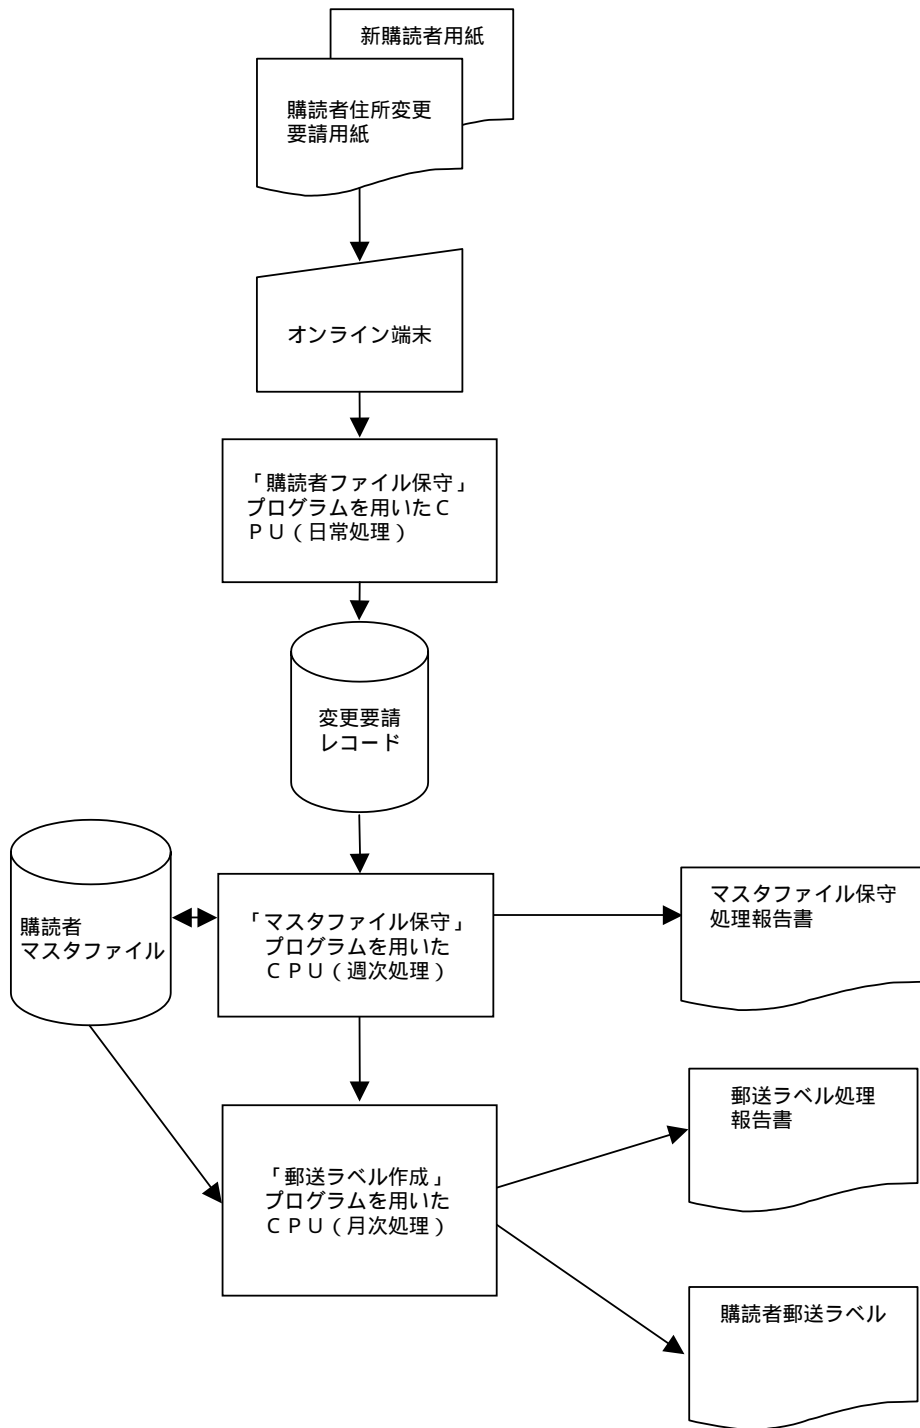 新購読者用紙
購読者住所変更
要請用紙
オンライン端末
「購読者ファイル保守」
プログラムを用いたＣ
ＰＵ（日常処理）
変更要請
レコード
購読者
マスタファイル
「マスタファイル保守」
プログラムを用いた
ＣＰＵ（週次処理）
マスタファイル保守
処理報告書
郵送ラベル処理
報告書
「郵送ラベル作成」
プログラムを用いた
ＣＰＵ（月次処理）
購読者郵送ラベル